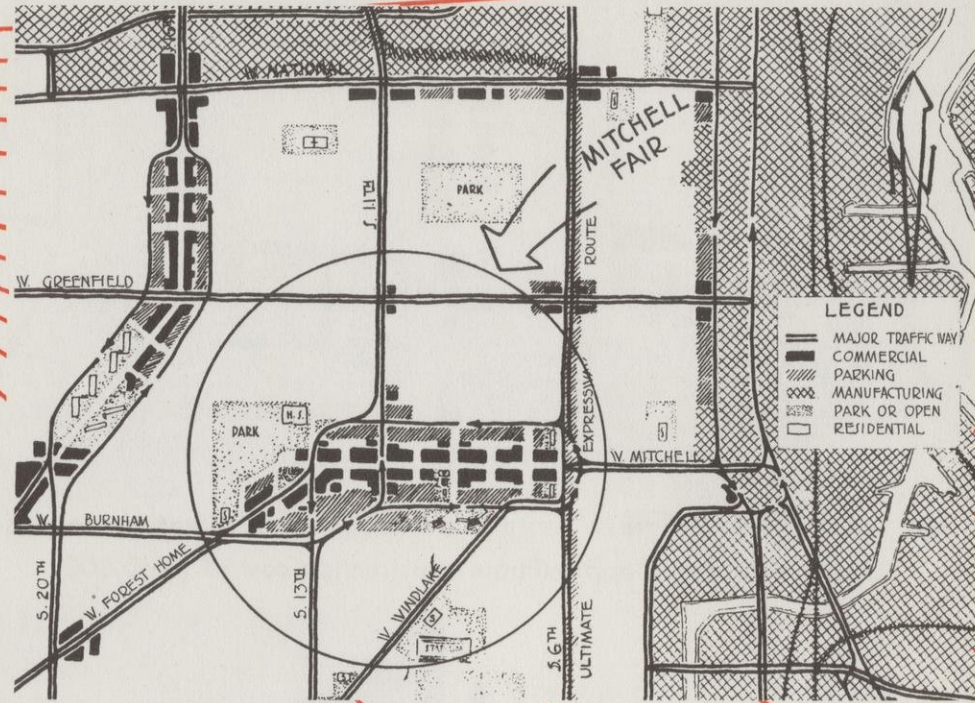 W. NATIONAL
MITCHELL
FAIR
PARK
S. 11TH
ROUTE
W. GREENFIELD
LEGEND
MAJOR TRAFFIC WAY
COMMERCIAL
PARKING
MANUFACTURING
PARK OR OPEN
RESIDENTIAL
PARK
H.S.
EXPRESSWAY
W. MITCHELL
W. BURNHAM
S. 20TH
W. FOREST HOME
S. 13TH
W. WINDLAKE
S. 6TH
ULTIMATE